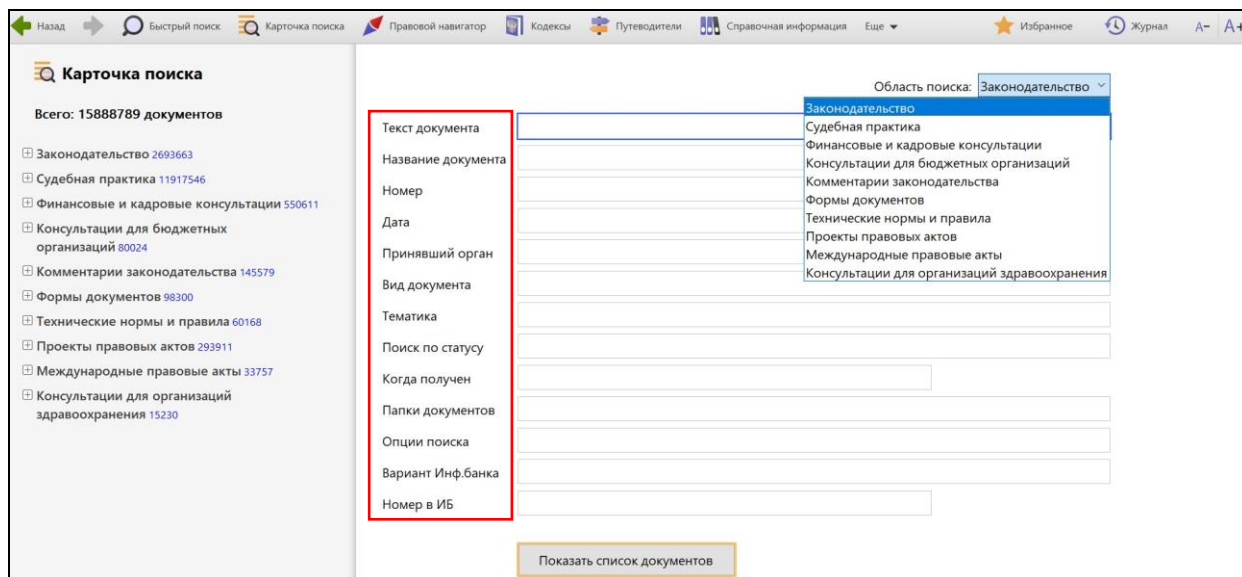 Назад Быстрый поиск Карточка поиска Правовой навигатор Кодексы Путеводители Справочная информация Еще Избранное Журнал A- A+
Карточка поиска
Всего: 15888789 документов
Законодательство 2693663
Судебная практика 11917546
Финансовые и кадровые консультации 550611
Консультации для бюджетных
организаций 80024
Комментарии законодательства 145579
Формы документов 98300
Технические нормы и правила 60168
Проекты правовых актов 293911
Международные правовые акты 33757
Консультации для организаций
здравоохранения 15230
Область поиска: Законодательство
Законодательство
Судебная практика
Финансовые и кадровые консультации
Консультации для бюджетных организаций
Комментарии законодательства
Формы документов
Технические нормы и правила
Проекты правовых актов
Международные правовые акты
Консультации для организаций здравоохранения
Текст документа
Название документа
Номер
Дата
Принявший орган
Вид документа
Тематика
Поиск по статусу
Когда получен
Папки документов
Опции поиска
Вариант Инф.банка
Номер в ИБ
Показать список документов